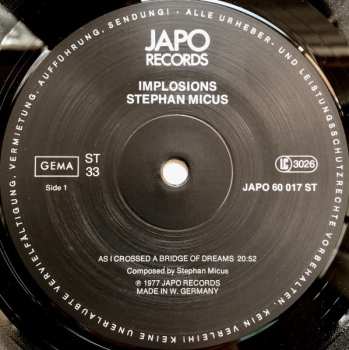 JAPO
RECORDS
IMPLOSIONS
STEPHAN MICUS
GEMA
ST
33
LC 3026
Side 1
JAPO 60 017 ST
AS I CROSSED A BRIDGE OF DREAMS 20:52
Composed by Stephan Micus
℗ 1977 JAPO RECORDS
MADE IN W. GERMANY
ALLE URHEBER- UND LEISTUNGSSCHUTZRECHTE VORBEHALTEN. KEIN VERLEIH! KEINE UNERLAUBTE VERVIELFÄLTIGUNG, VERMIETUNG, AUFFÜHRUNG, SENDUNG! -